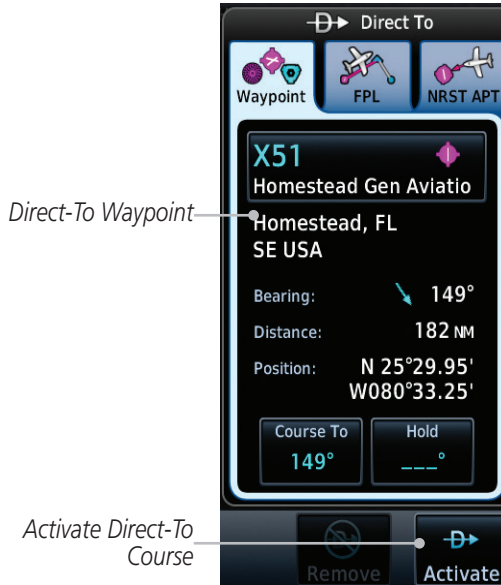 Direct To
Waypoint FPL NRST APT
X51
Homestead Gen Aviatio
Direct-To Waypoint
Homestead, FL
SE USA
Bearing: 149°
Distance: 182 NM
Position: N 25°29.95'
W080°33.25'
Course To Hold
149° ___°
Activate Direct-To
Course
Remove Activate